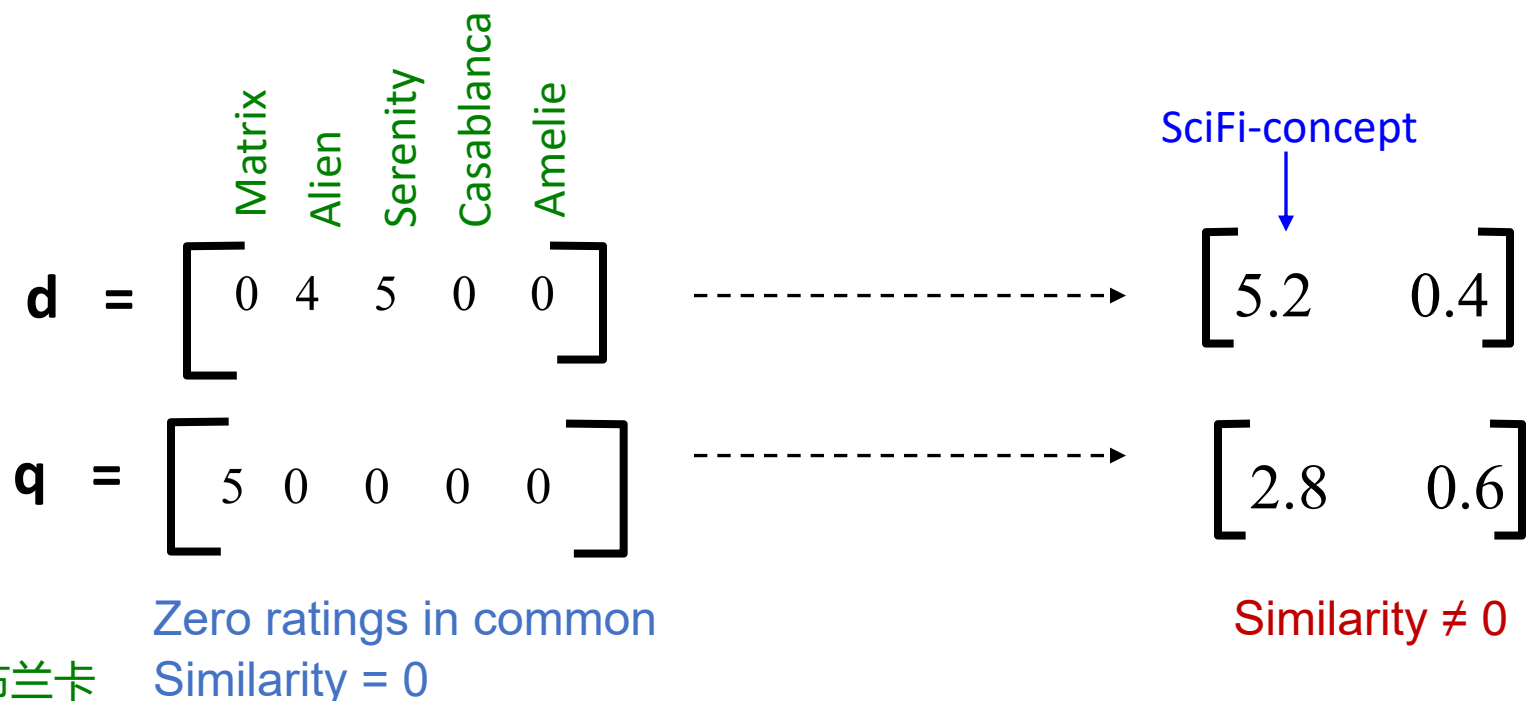 Matrix
Alien
Serenity
Casablanca
Amelie
SciFi-concept
d = [ 0 4 5 0 0 ] [ 5.2 0.4 ]
q = [ 5 0 0 0 0 ] [ 2.8 0.6 ]
Zero ratings in common Similarity ≠ 0
兰卡 Similarity = 0